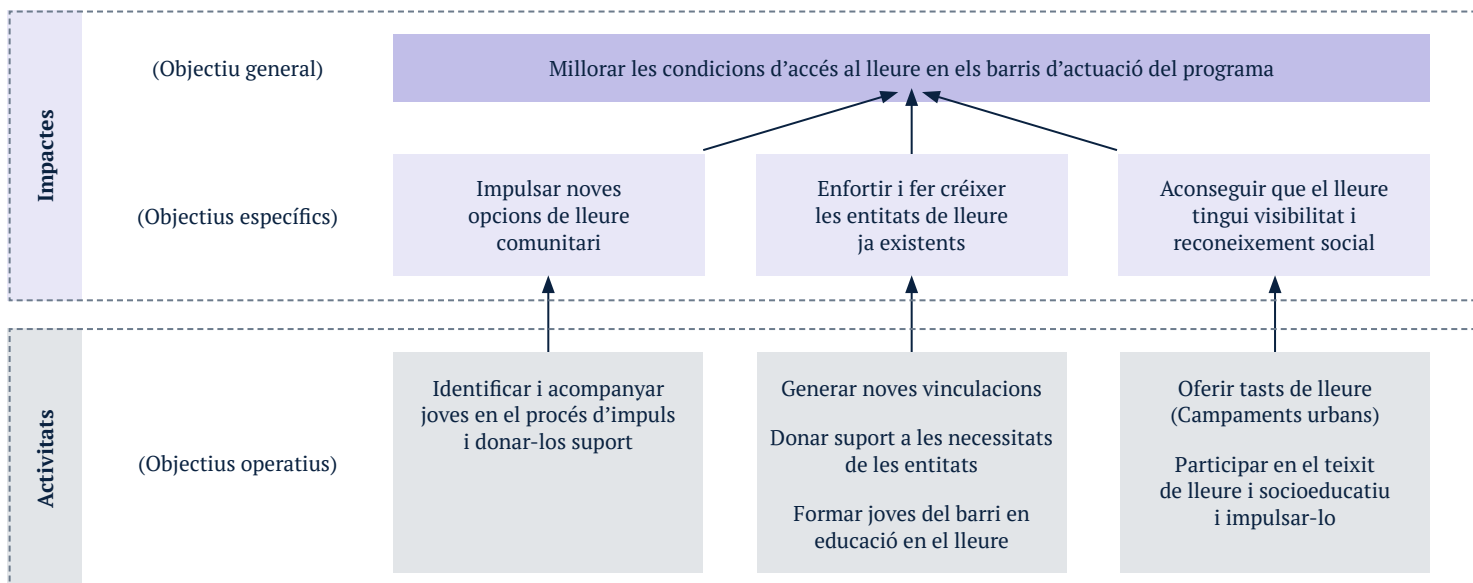 Impactes
(Objectiu general)
Millorar les condicions d’accés al lleure en els barris d’actuació del programa
(Objectius específics)
Impulsar noves
opcions de lleure
comunitari
Enfortir i fer créixer
les entitats de lleure
ja existents
Aconseguir que el lleure
tingui visibilitat i
reconeixement social
Activitats
(Objectius operatius)
Identificar i acompanyar
joves en el procés d’impuls
i donar-los suport
Generar noves vinculacions
Donar suport a les necessitats
de les entitats
Formar joves del barri en
educació en el lleure
Oferir tasts de lleure
(Campaments urbans)
Participar en el teixit
de lleure i socioeducatiu
i impulsar-lo